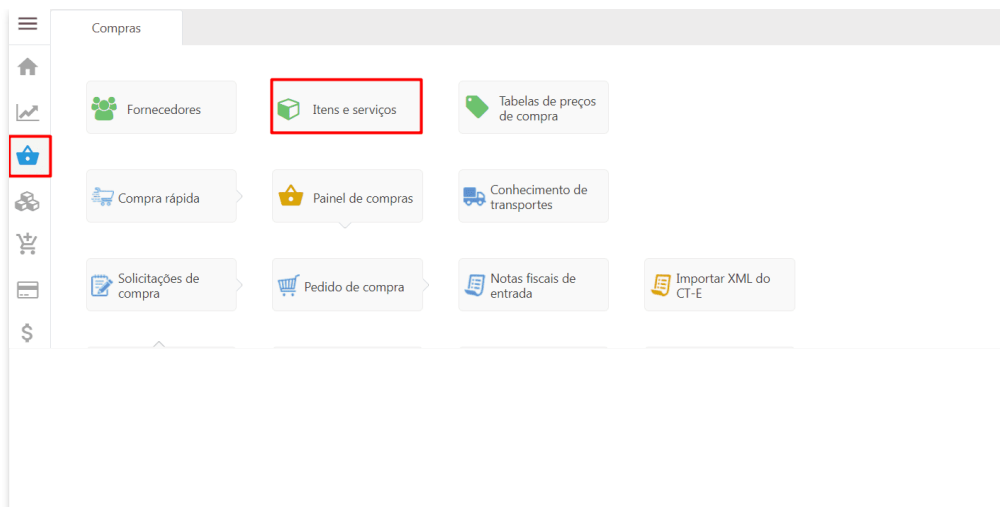 Compras
Fornecedores
Itens e serviços
Tabelas de preços
de compra
Compra rápida
Painel de compras
Conhecimento de
transportes
Solicitações de
compra
Pedido de compra
Notas fiscais de
entrada
Importar XML do
CT-E